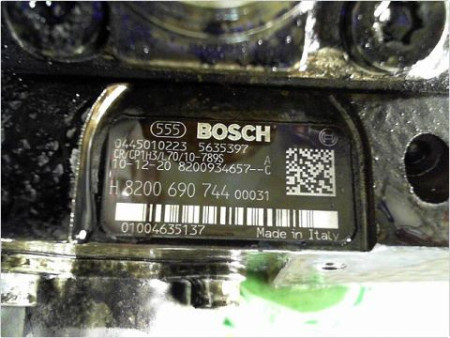 555 BOSCH
0445010223 5635397
CR/CP1H3/L70/10-789S A
10-12-20 8200934657--C
H 8200 690 744 00031
01004635137 Made in Italy